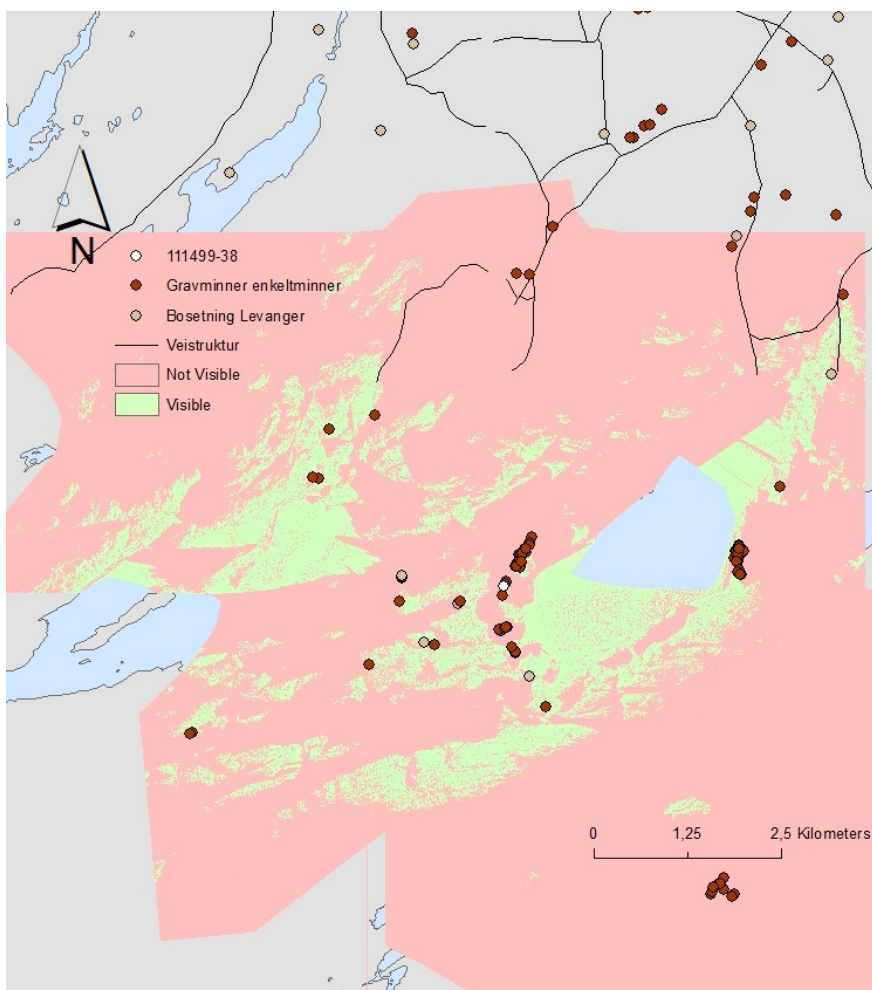 N
111499-38
Gravminner enkeltminner
Bosetning Levanger
Veistruktur
Not Visible
Visible
0 1,25 2,5 Kilometers